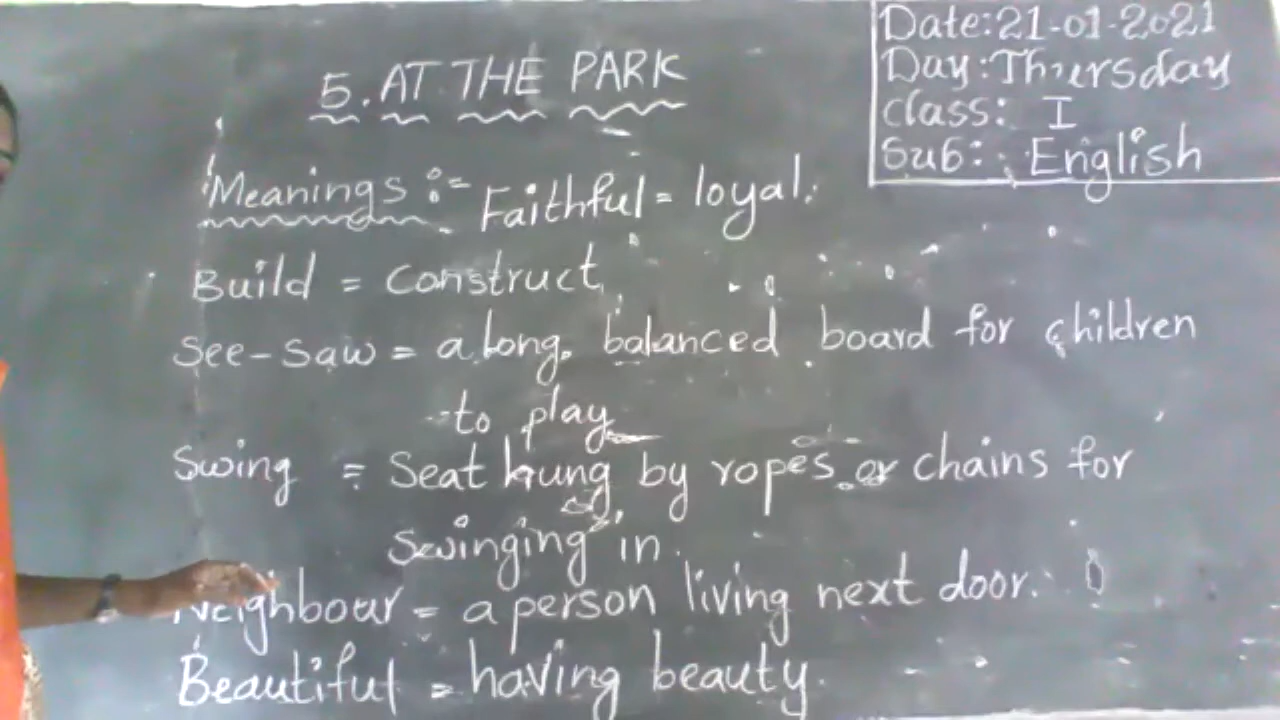 5. AT THE PARK
Date: 21-01-2021
Day: Thursday
class: I
Sub: English
Meanings :- Faithful = loyal.
Build = Construct
See-Saw = a long balanced board for children
to play
Swing = Seat hung by ropes or chains for
Swinging in.
Neighbour = a person living next door.
Beautiful = having beauty.